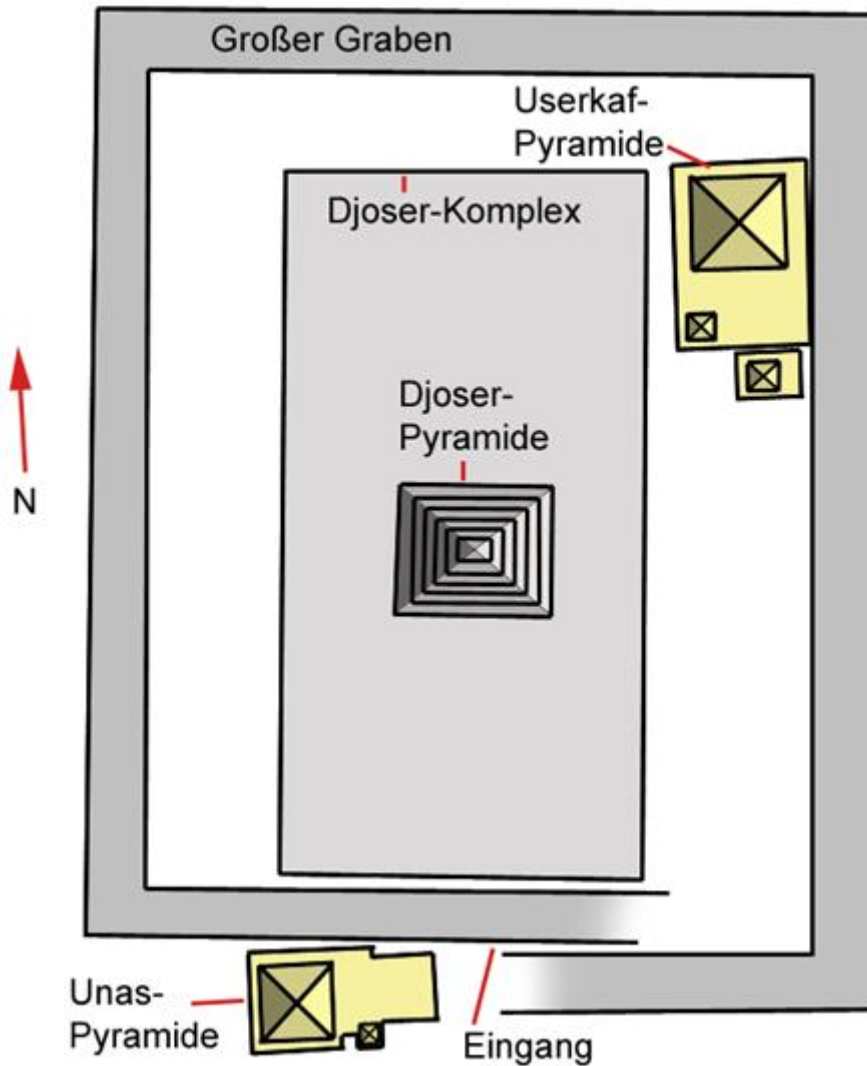 Großer Graben
Userkaf-
Pyramide
Djoser-Komplex
Djoser-
Pyramide
N
Unas-
Pyramide
Eingang